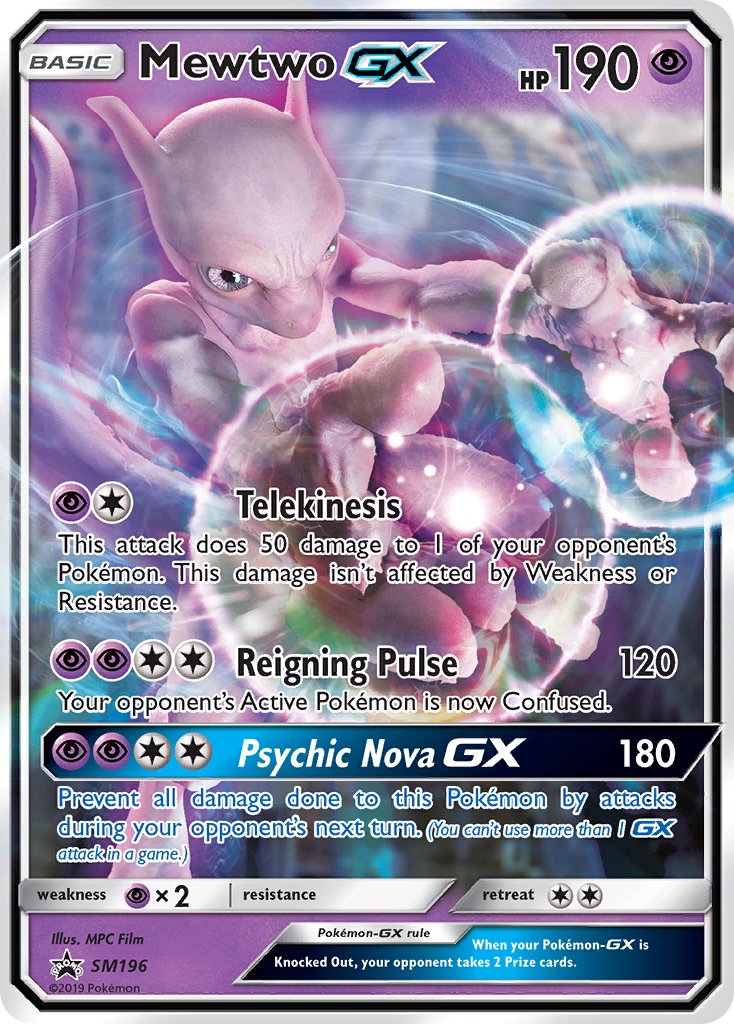 BASIC Mewtwo GX HP 190
Telekinesis
This attack does 50 damage to 1 of your opponent's
Pokémon. This damage isn't affected by Weakness or
Resistance.
Reigning Pulse 120
Your opponent's Active Pokémon is now Confused.
Psychic Nova GX 180
Prevent all damage done to this Pokémon by attacks
during your opponent's next turn. (You can't use more than 1 GX
attack in a game.)
weakness ×2 resistance retreat
Illus. MPC Film
Pokémon-GX rule
When your Pokémon-GX is
Knocked Out, your opponent takes 2 Prize cards.
PROMO SM196
©2019 Pokémon